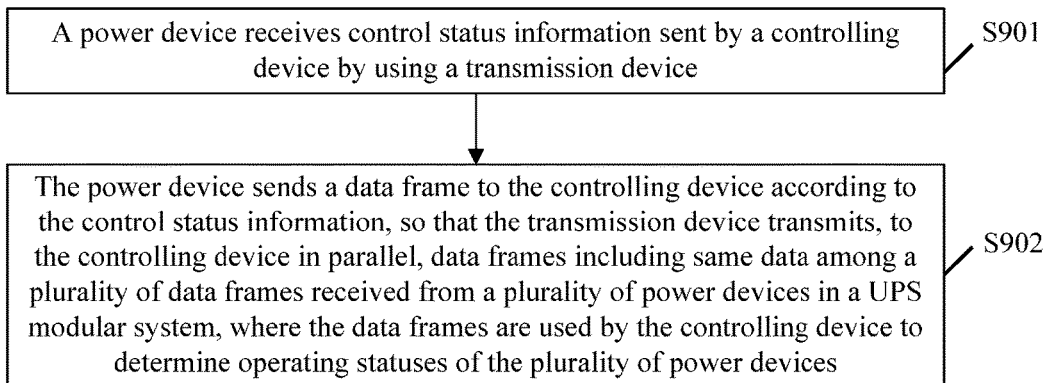 A power device receives control status information sent by a controlling
device by using a transmission device
S901
The power device sends a data frame to the controlling device according to
the control status information, so that the transmission device transmits, to
the controlling device in parallel, data frames including same data among a
plurality of data frames received from a plurality of power devices in a UPS
modular system, where the data frames are used by the controlling device to
determine operating statuses of the plurality of power devices
S902